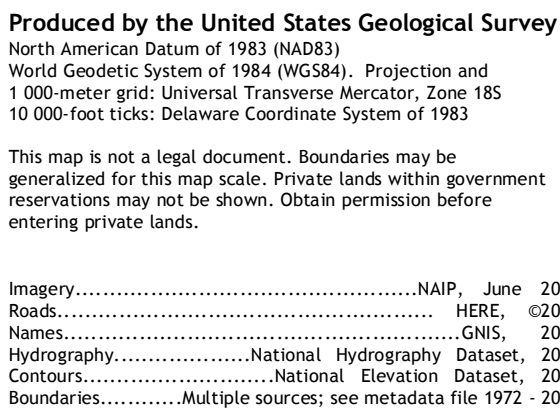 Produced by the United States Geological Survey
North American Datum of 1983 (NAD83)
World Geodetic System of 1984 (WGS84). Projection and
1 000-meter grid: Universal Transverse Mercator, Zone 18S
10 000-foot ticks: Delaware Coordinate System of 1983
This map is not a legal document. Boundaries may be
generalized for this map scale. Private lands within government
reservations may not be shown. Obtain permission before
entering private lands.
Imagery................................................NAIP, June 20
Roads..................................................... HERE, ©20
Names........................................................GNIS, 20
Hydrography...................National Hydrography Dataset, 20
Contours...........................National Elevation Dataset, 20
Boundaries............Multiple sources; see metadata file 1972 - 20